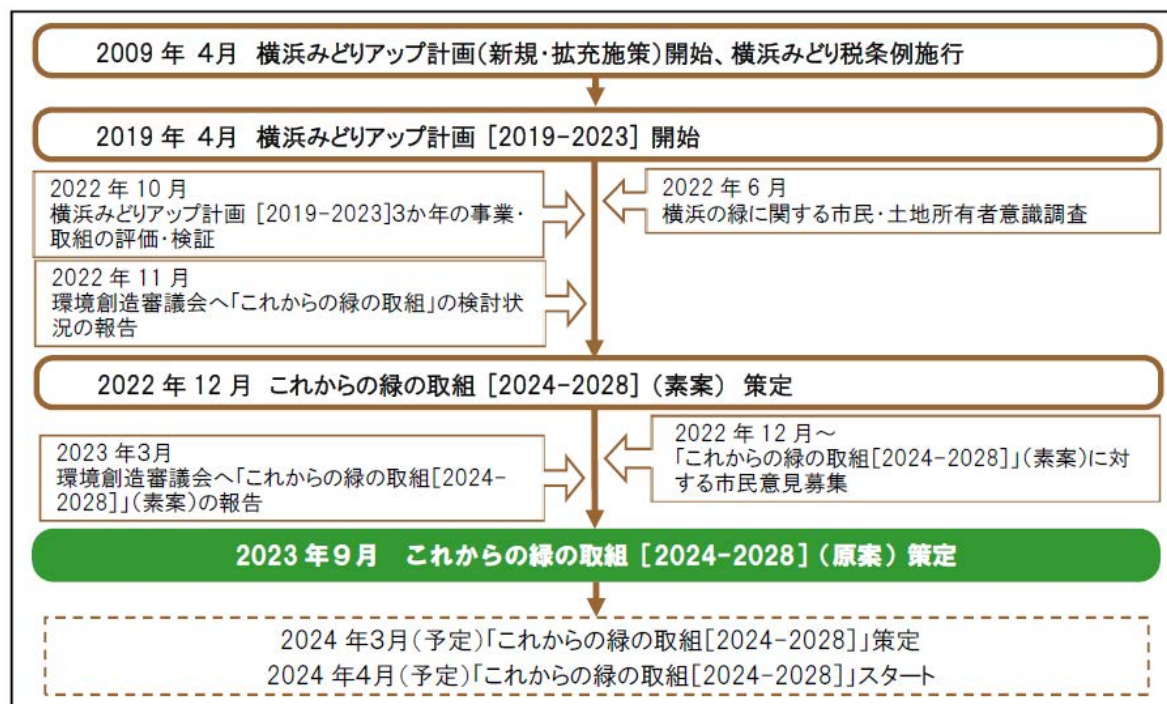 2009 年 4月 横浜みどりアップ計画(新規・拡充施策)開始、横浜みどり税条例施行
2019 年 4月 横浜みどりアップ計画 [2019-2023] 開始
2022 年 10 月
横浜みどりアップ計画 [2019-2023]3か年の事業・
取組の評価・検証
2022 年 6 月
横浜の緑に関する市民・土地所有者意識調査
2022 年 11 月
環境創造審議会へ「これからの緑の取組」の検討状
況の報告
2022 年 12 月 これからの緑の取組 [2024-2028] (素案) 策定
2023 年3月
環境創造審議会へ「これからの緑の取組[2024-
2028]」(素案)の報告
2022 年 12 月~
「これからの緑の取組[2024-2028]」(素案)に対
する市民意見募集
2023 年9月 これからの緑の取組 [2024-2028] (原案) 策定
2024 年3月(予定)「これからの緑の取組[2024-2028]」策定
2024 年4月(予定)「これからの緑の取組[2024-2028]」スタート